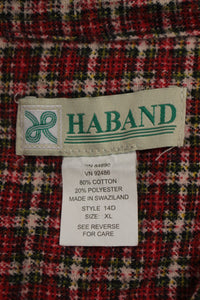 HABAND
VN 92486
80% COTTON
20% POLYESTER
MADE IN SWAZILAND
STYLE 14D
SIZE: XL
SEE REVERSE
FOR CARE